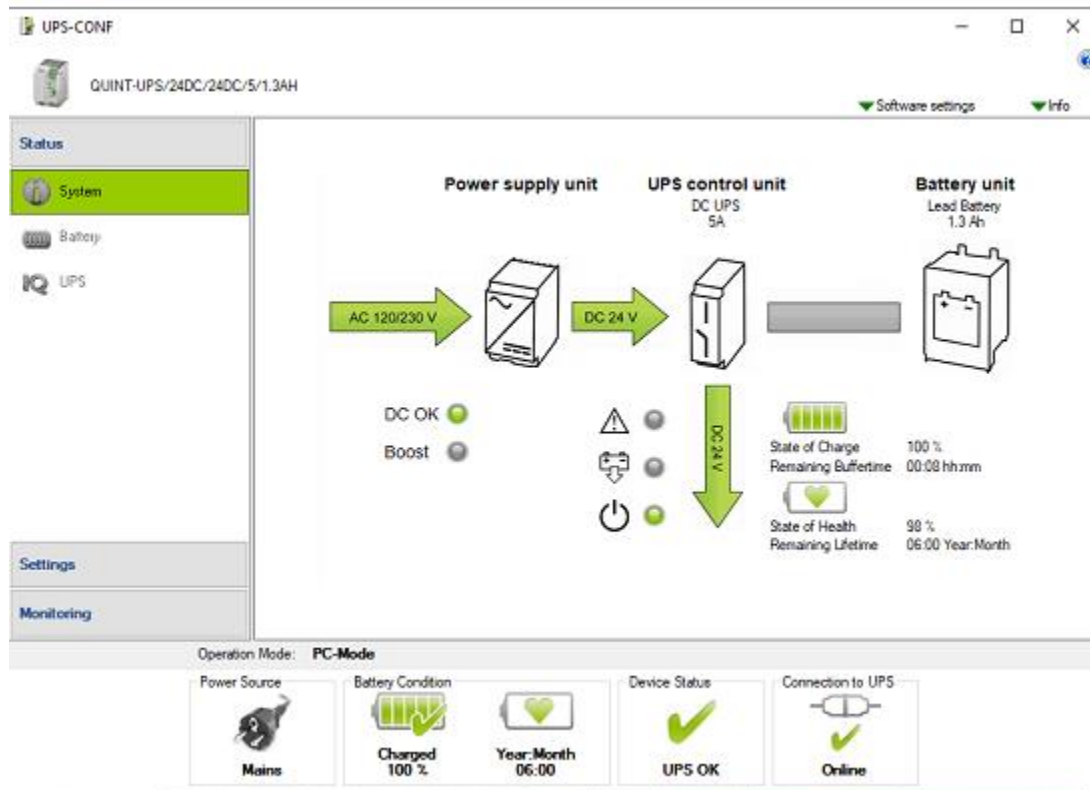 UPS-CONF
QUINT-UPS/24DC/24DC/5/1.3AH
Software settings
Info
Status
System
Battery
IQ UPS
Settings
Monitoring
Power supply unit
UPS control unit
DC UPS
5A
Battery unit
Lead Battery
1.3 Ah
AC 120/230 V
DC 24 V
DC OK
Boost
DC 24 V
State of Charge 100 %
Remaining Buffertime 00:08 hh:mm
State of Health 98 %
Remaining Lifetime 06:00 Year:Month
Operation Mode: PC-Mode
Power Source
Mains
Battery Condition
Charged
100 %
Year:Month
06:00
Device Status
UPS OK
Connection to UPS
Online